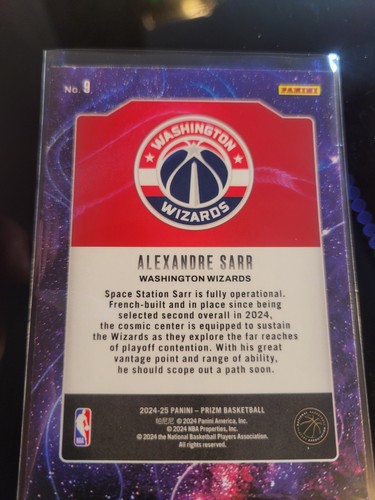 No. 9
PANINI
WASHINGTON
WIZARDS
ALEXANDRE SARR
WASHINGTON WIZARDS
Space Station Sarr is fully operational.
French-built and in place since being
selected second overall in 2024,
the cosmic center is equipped to sustain
the Wizards as they explore the far reaches
of playoff contention. With his great
vantage point and range of ability,
he should scope out a path soon.
2024-25 PANINI – PRIZM BASKETBALL
帕尼尼 © 2024 Panini America, Inc.
© 2024 NBA Properties, Inc.
© 2024 the National Basketball Players Association.
All rights reserved.
NBA